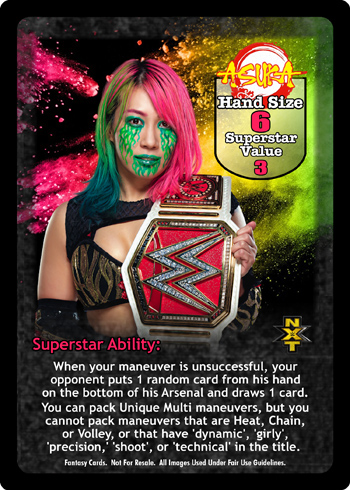 ASUKA
Hand Size
6
Superstar
Value
3
W
NXT
Superstar Ability:
When your maneuver is unsuccessful, your
opponent puts 1 random card from his hand
on the bottom of his Arsenal and draws 1 card.
You can pack Unique Multi maneuvers, but you
cannot pack maneuvers that are Heat, Chain,
or Volley, or that have 'dynamic', 'girly',
'precision,' 'shoot', or 'technical' in the title.
Fantasy Cards. Not For Resale. All Images Used Under Fair Use Guidelines.